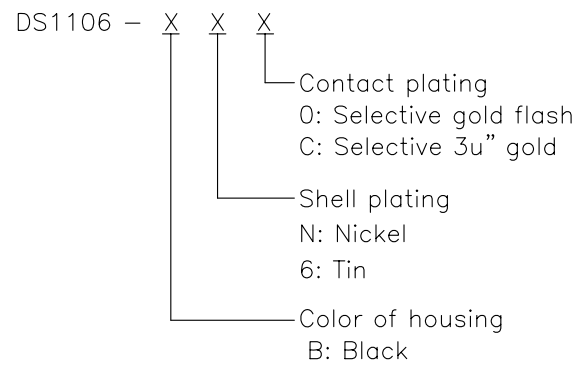 DS1106 - X X X
Contact plating
0: Selective gold flash
C: Selective 3u" gold
Shell plating
N: Nickel
6: Tin
Color of housing
B: Black